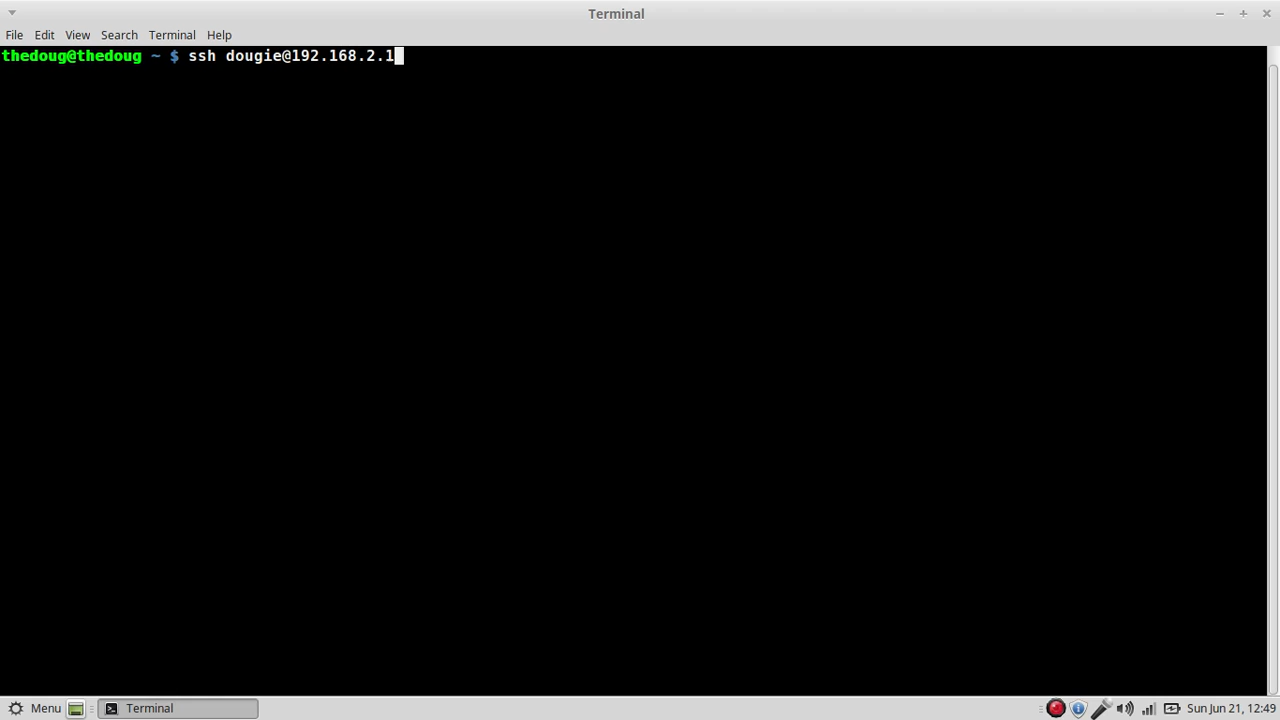 Terminal
File Edit View Search Terminal Help
thedoug@thedoug ~ $ ssh dougie@192.168.2.1
Menu Terminal Sun Jun 21, 12:49